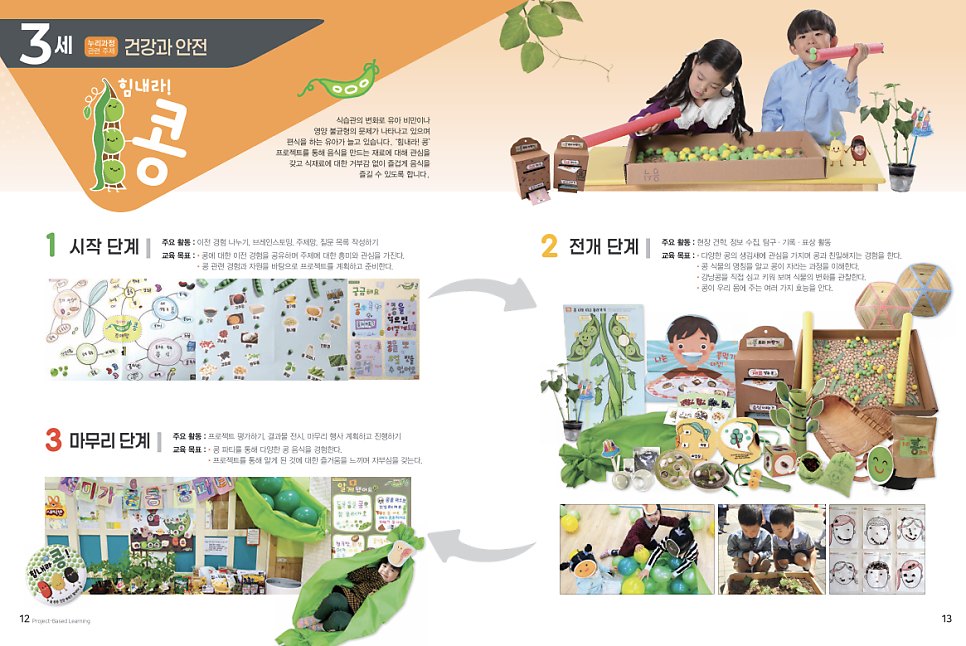 3세
누리과정
관련 주제
건강과 안전
힘내라!
콩
식습관의 변화로 유아 비만이나
영양 불균형의 문제가 나타나고 있으며
편식을 하는 유아가 늘고 있습니다. '힘내라! 콩'
프로젝트를 통해 음식을 만드는 재료에 대해 관심을
갖고 식재료에 대한 거부감 없이 즐겁게 음식을
즐길 수 있도록 합니다.
1 시작 단계
주요 활동 : 이전 경험 나누기, 브레인스토밍, 주제망, 질문 목록 작성하기
교육 목표 : • 콩에 대한 이전 경험을 공유하며 주제에 대한 흥미와 관심을 가진다.
• 콩 관련 경험과 자원을 바탕으로 프로젝트를 계획하고 준비한다.
궁금해요
2 전개 단계
주요 활동 : 현장 견학, 정보 수집, 탐구 · 기록 · 표상 활동
교육 목표 : • 다양한 콩의 생김새에 관심을 가지며 콩과 친밀해지는 경험을 한다.
• 콩 식물의 명칭을 알고 콩이 자라는 과정을 이해한다.
• 강낭콩을 직접 심고 키워 보며 식물의 변화를 관찰한다.
• 콩이 우리 몸에 주는 여러 가지 효능을 안다.
나는
3 마무리 단계
주요 활동 : 프로젝트 평가하기, 결과물 전시, 마무리 행사 계획하고 진행하기
교육 목표 : • 콩 파티를 통해 다양한 콩 음식을 경험한다.
• 프로젝트를 통해 알게 된 것에 대한 즐거움을 느끼며 자부심을 갖는다.
알게 됐어요
힘내라
콩!
12 Project-Based Learning
13